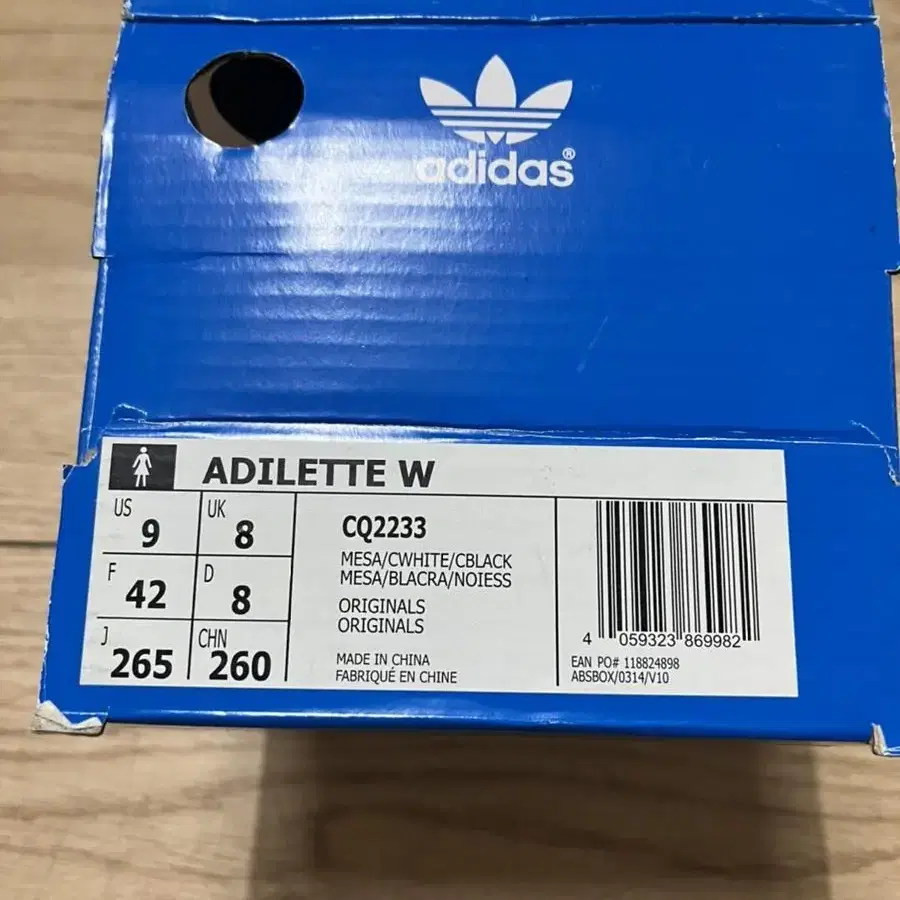 adidas®
ADILETTE W
US 9 UK 8
F 42 D 8
J 265 CHN 260
CQ2233
MESA/CWHITE/CBLACK
MESA/BLACRA/NOIESS
ORIGINALS
ORIGINALS
MADE IN CHINA
FABRIQUÉ EN CHINE
4 059323 869982
EAN PO# 118824898
ABSBOX/0314/V10